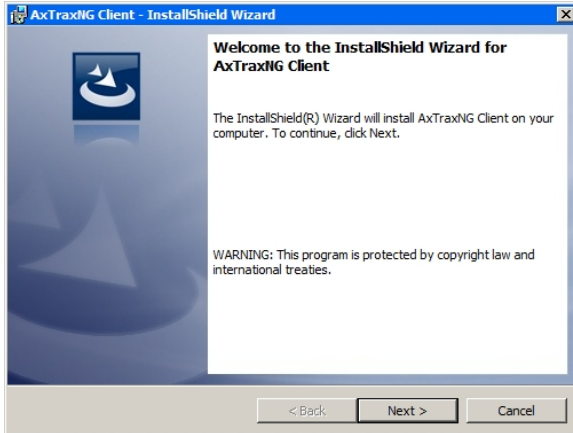 AxTraxNG Client - InstallShield Wizard
Welcome to the InstallShield Wizard for
AxTraxNG Client
The InstallShield(R) Wizard will install AxTraxNG Client on your
computer. To continue, click Next.
WARNING: This program is protected by copyright law and
international treaties.
< Back Next > Cancel